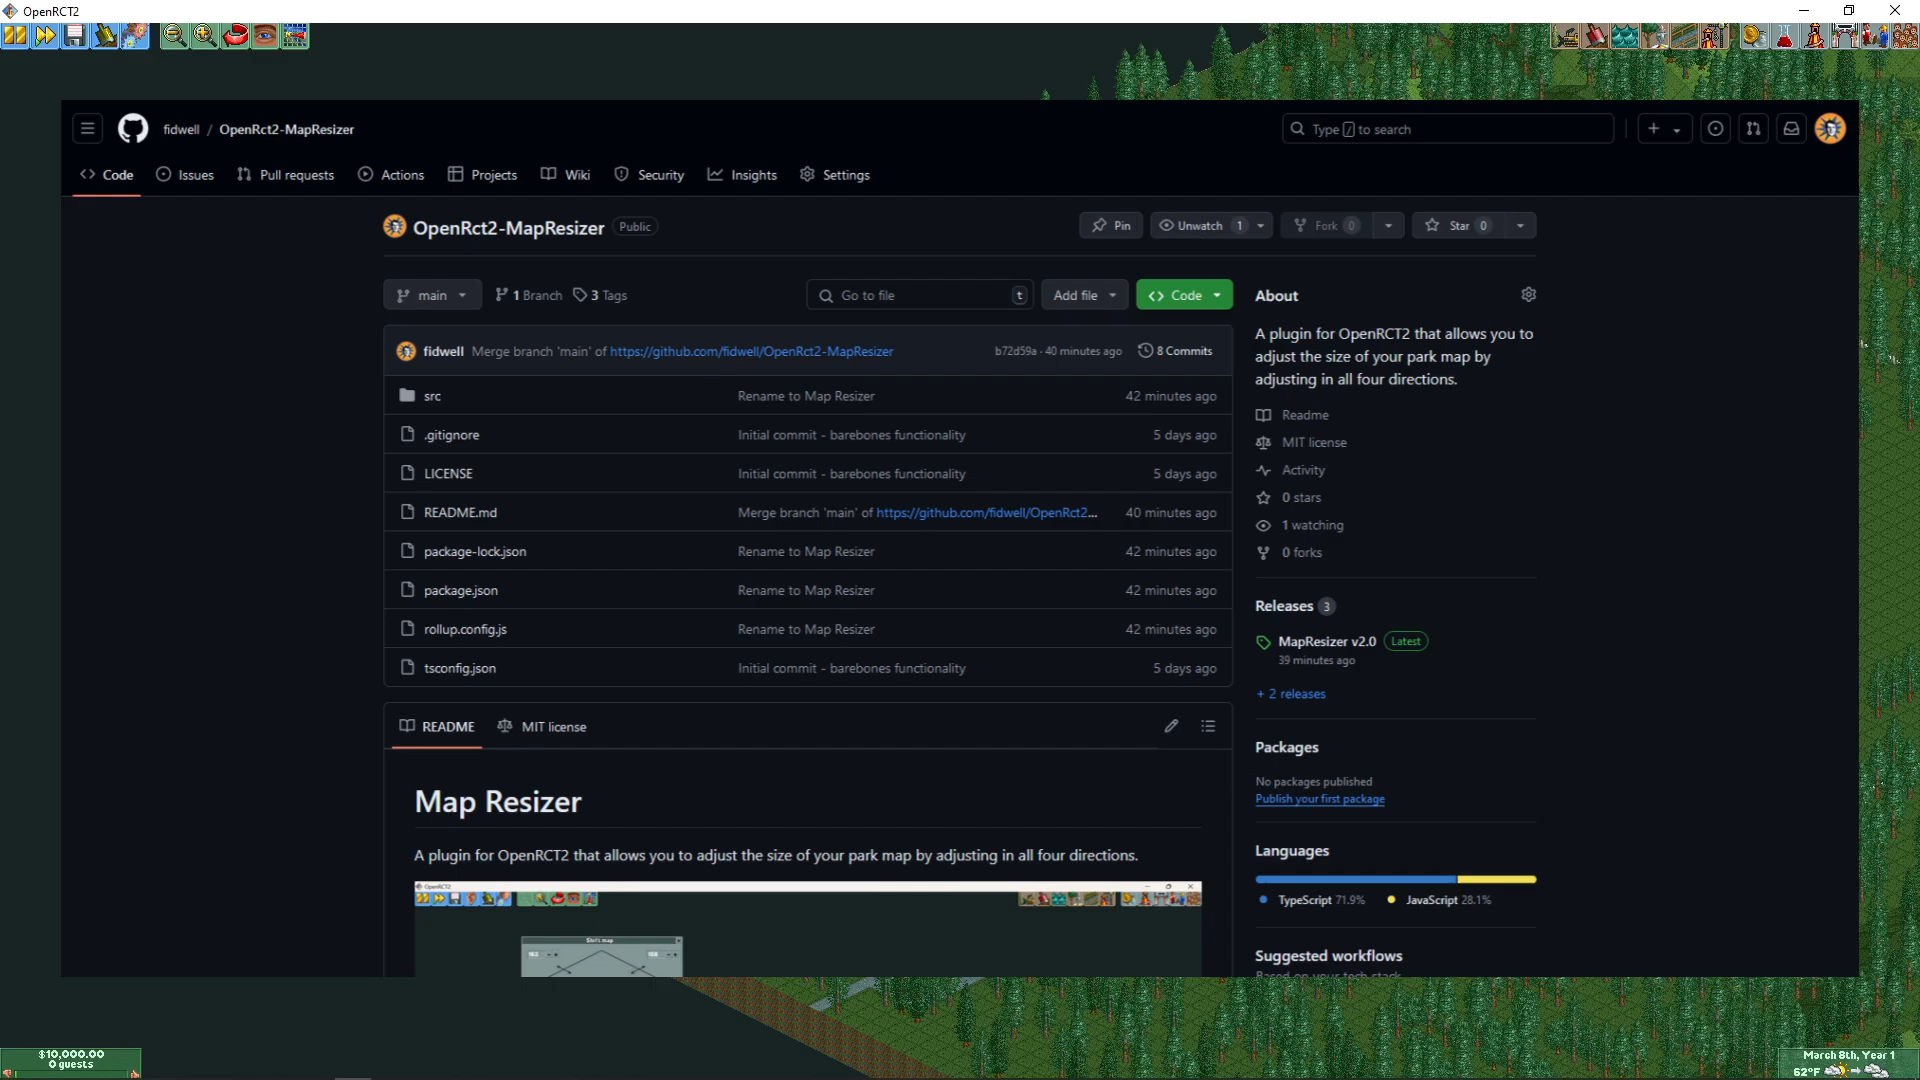 OpenRCT2
fidwell / OpenRct2-MapResizer
Type / to search
Code Issues Pull requests Actions Projects Wiki Security Insights Settings
OpenRct2-MapResizer Public
Pin Unwatch 1 Fork 0 Star 0
main 1 Branch 3 Tags Go to file t Add file Code
fidwell Merge branch 'main' of https://github.com/fidwell/OpenRct2-MapResizer b72d59a · 40 minutes ago 8 Commits
src Rename to Map Resizer 42 minutes ago
.gitignore Initial commit - barebones functionality 5 days ago
LICENSE Initial commit - barebones functionality 5 days ago
README.md Merge branch 'main' of https://github.com/fidwell/OpenRct2... 40 minutes ago
package-lock.json Rename to Map Resizer 42 minutes ago
package.json Rename to Map Resizer 42 minutes ago
rollup.config.js Rename to Map Resizer 42 minutes ago
tsconfig.json Initial commit - barebones functionality 5 days ago
README MIT license
Map Resizer
A plugin for OpenRCT2 that allows you to adjust the size of your park map by adjusting in all four directions.
OpenRCT2
About
A plugin for OpenRCT2 that allows you to
adjust the size of your park map by
adjusting in all four directions.
Readme
MIT license
Activity
0 stars
1 watching
0 forks
Releases 3
MapResizer v2.0 Latest
39 minutes ago
+ 2 releases
Packages
No packages published
Publish your first package
Languages
TypeScript 71.9% JavaScript 28.1%
Suggested workflows
Based on your tech stack
$10,000.00
0 guests
March 8th, Year 1
62°F